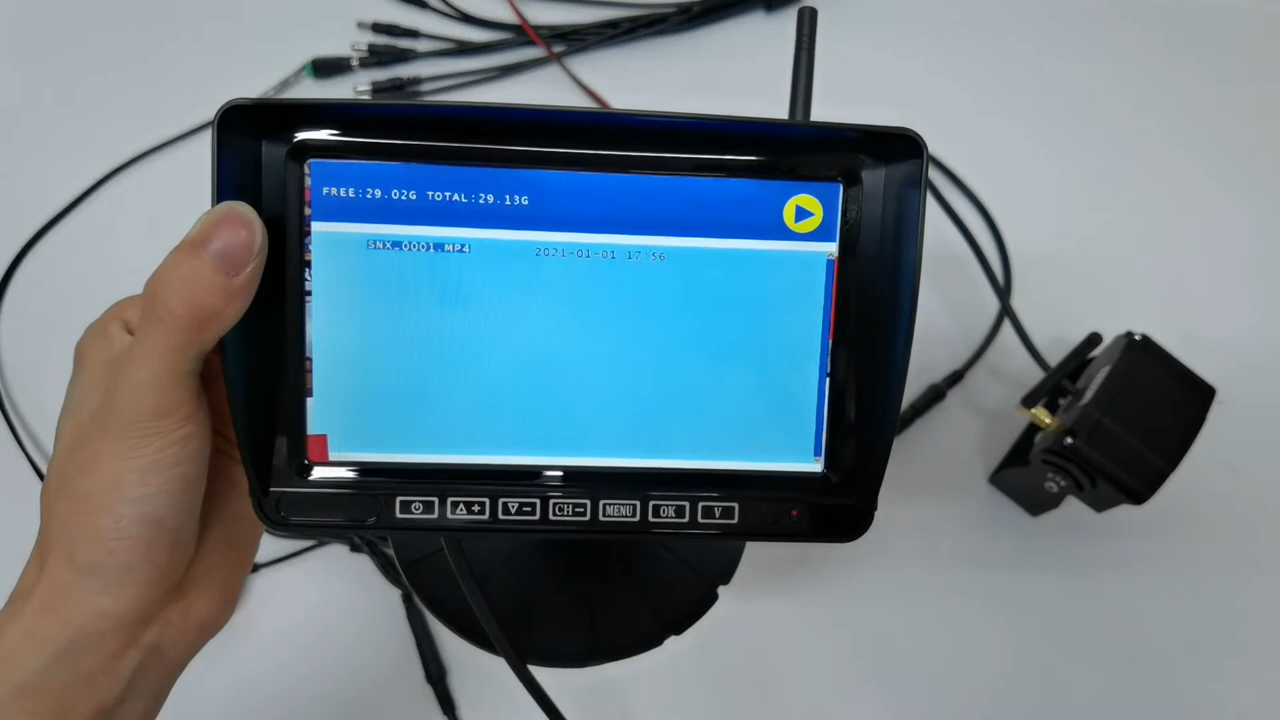 FREE:29.02G TOTAL:29.13G
SNX_0001.MP4 2021-01-01 17:56
▲+ ▽− CH− MENU OK V